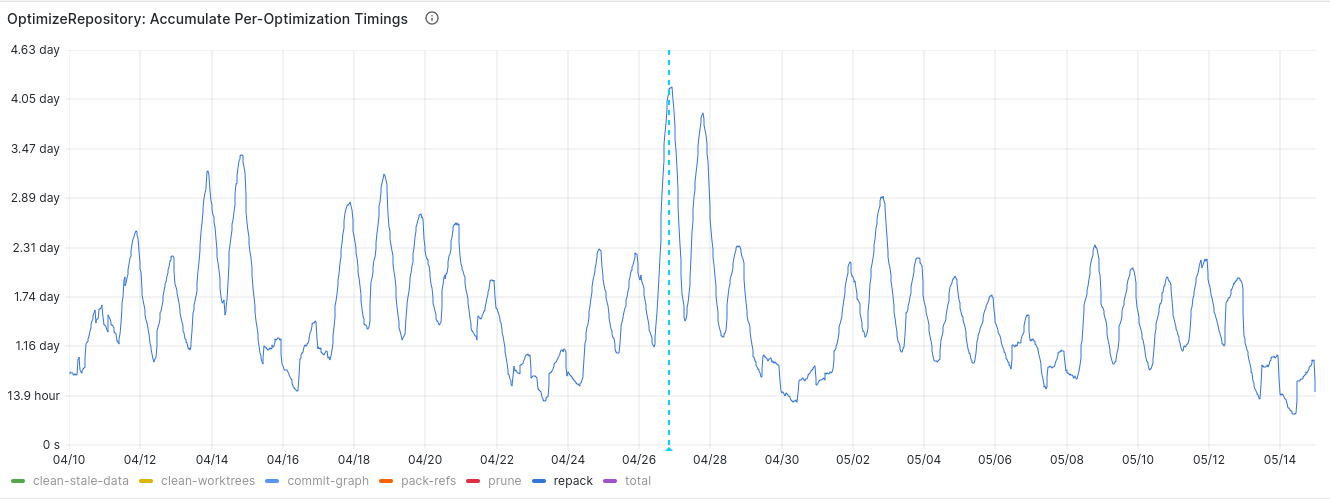 OptimizeRepository: Accumulate Per-Optimization Timings
4.63 day
4.05 day
3.47 day
2.89 day
2.31 day
1.74 day
1.16 day
13.9 hour
0 s
04/10 04/12 04/14 04/16 04/18 04/20 04/22 04/24 04/26 04/28 04/30 05/02 05/04 05/06 05/08 05/10 05/12 05/14
clean-stale-data clean-worktrees commit-graph pack-refs prune repack total